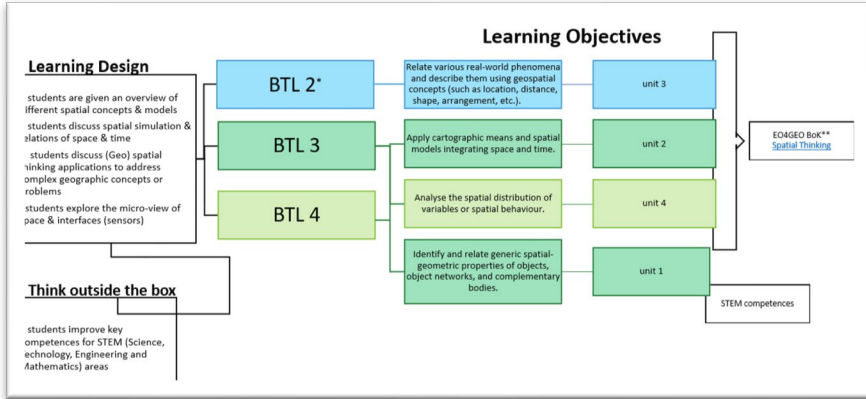 Learning Objectives
Learning Design
students are given an overview of
ifferent spatial concepts & models
students discuss spatial simulation &
elations of space & time
students discuss (Geo) spatial
hinking applications to address
omplex geographic concepts or
roblems
students explore the micro-view of
pace & interfaces (sensors)
Think outside the box
students improve key
ompetences for STEM (Science,
echnology, Engineering and
Mathematics) areas
BTL 2*
BTL 3
BTL 4
Relate various real-world phenomena
and describe them using geospatial
concepts (such as location, distance,
shape, arrangement, etc.).
unit 3
Apply cartographic means and spatial
models integrating space and time.
unit 2
Analyse the spatial distribution of
variables or spatial behaviour.
unit 4
Identify and relate generic spatial-
geometric properties of objects,
object networks, and complementary
bodies.
unit 1
EO4GEO BoK**
Spatial Thinking
STEM competences